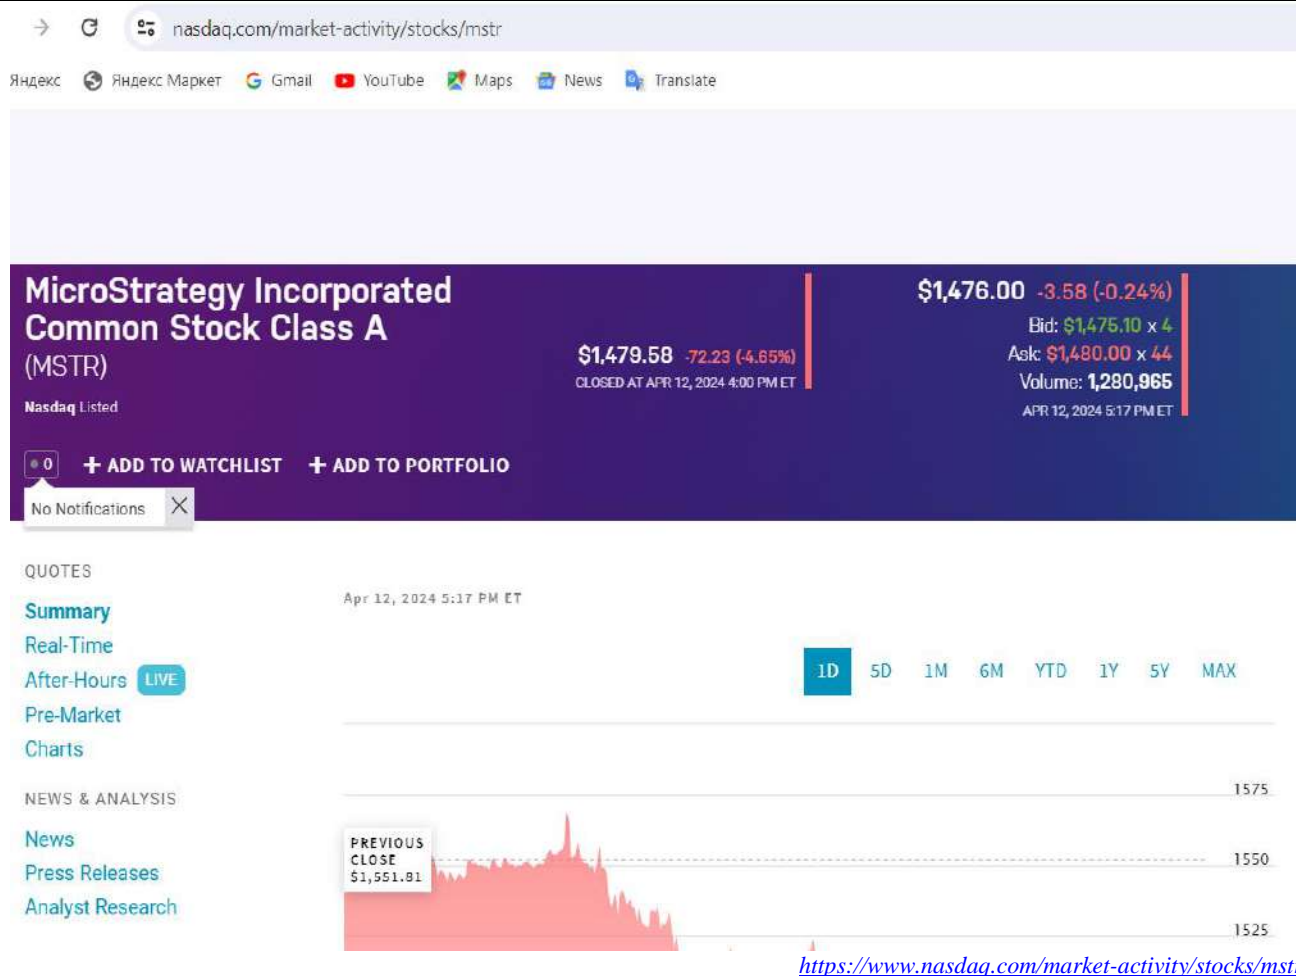 nasdaq.com/market-activity/stocks/mstr
Яндекс Яндекс Маркет Gmail YouTube Maps News Translate
MicroStrategy Incorporated
Common Stock Class A
(MSTR)
Nasdaq Listed
$1,479.58 -72.23 (-4.65%)
CLOSED AT APR 12, 2024 4:00 PM ET
$1,476.00 -3.58 (-0.24%)
Bid: $1,475.10 x 4
Ask: $1,480.00 x 44
Volume: 1,280,965
APR 12, 2024 5:17 PM ET
0 + ADD TO WATCHLIST + ADD TO PORTFOLIO
No Notifications
QUOTES
Summary
Real-Time
After-Hours LIVE
Pre-Market
Charts
NEWS & ANALYSIS
News
Press Releases
Analyst Research
Apr 12, 2024 5:17 PM ET
1D 5D 1M 6M YTD 1Y 5Y MAX
1575
PREVIOUS
CLOSE
$1,551.81
1550
1525
https://www.nasdaq.com/market-activity/stocks/mst